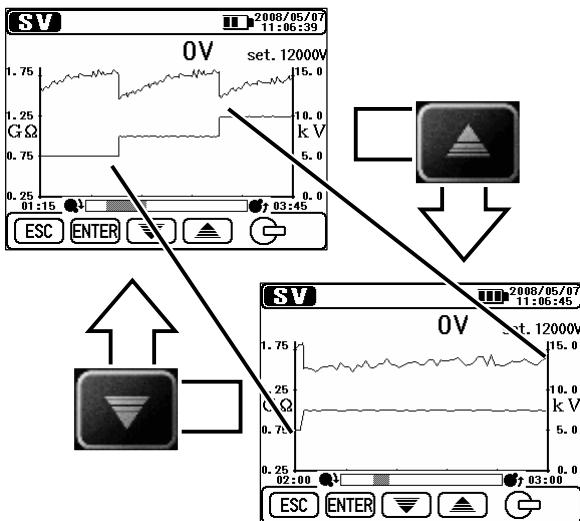 SV 2008/05/07
11:06:39
0V set. 12000V
1.75 15.0
1.25 10.0
GΩ kV
0.75 5.0
0.25 0.0
01:15 03:45
ESC ENTER
SV 2008/05/07
11:06:45
0V set. 12000V
1.75 15.0
.25 10.0
GΩ kV
0.75 5.0
0.25 0.0
02:00 03:00
ESC ENTER